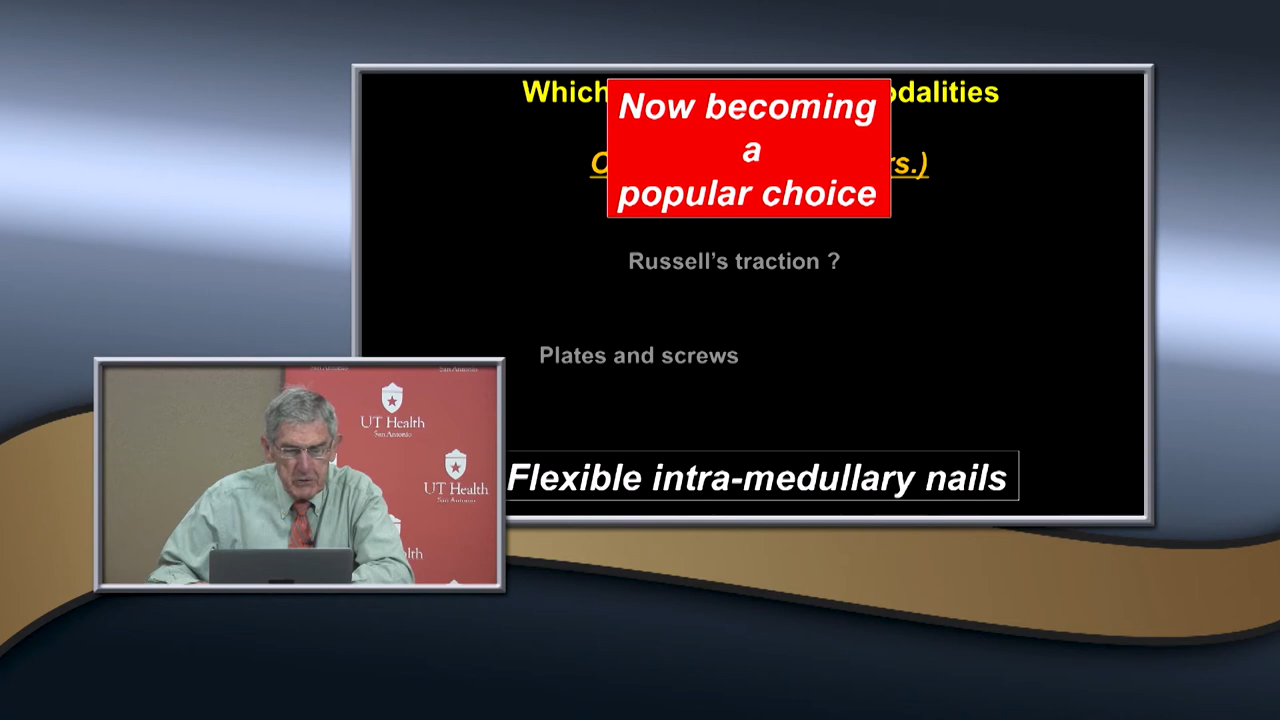 Which
odalities
Now becoming
a
popular choice
rs.)
Russell's traction ?
Plates and screws
Flexible intra-medullary nails
UT Health
San Antonio
UT Health
San Antonio
lth